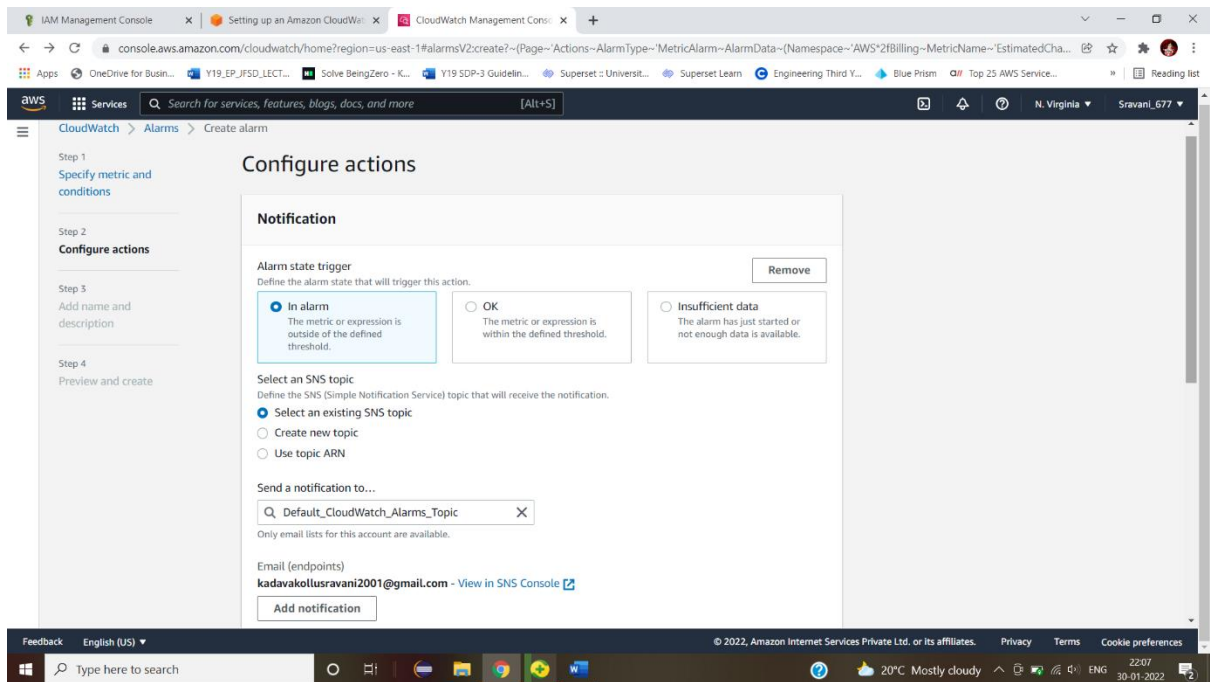 IAM Management Console
Setting up an Amazon CloudWat
CloudWatch Management Consc
console.aws.amazon.com/cloudwatch/home?region=us-east-1#alarmsV2:create?~(Page~'Actions~AlarmType~'MetricAlarm~AlarmData~(Namespace~'AWS*2fBilling~MetricName~'EstimatedCha...
Apps OneDrive for Busin... Y19_EP_JFSD_LECT... Solve BeingZero - K... Y19 SDP-3 Guidelin... Superset :: Universit... Superset Learn Engineering Third Y... Blue Prism Top 25 AWS Service... » Reading list
aws Services Search for services, features, blogs, docs, and more [Alt+S] N. Virginia ▼ Sravani_677 ▼
CloudWatch > Alarms > Create alarm
Step 1
Specify metric and
conditions
Step 2
Configure actions
Step 3
Add name and
description
Step 4
Preview and create
Configure actions
Notification
Alarm state trigger
Define the alarm state that will trigger this action.
Remove
In alarm
The metric or expression is
outside of the defined
threshold.
OK
The metric or expression is
within the defined threshold.
Insufficient data
The alarm has just started or
not enough data is available.
Select an SNS topic
Define the SNS (Simple Notification Service) topic that will receive the notification.
Select an existing SNS topic
Create new topic
Use topic ARN
Send a notification to...
Default_CloudWatch_Alarms_Topic
Only email lists for this account are available.
Email (endpoints)
kadavakollusravani2001@gmail.com - View in SNS Console
Add notification
Feedback English (US) ▼ © 2022, Amazon Internet Services Private Ltd. or its affiliates. Privacy Terms Cookie preferences
Type here to search 20°C Mostly cloudy ENG 22:07
30-01-2022 2